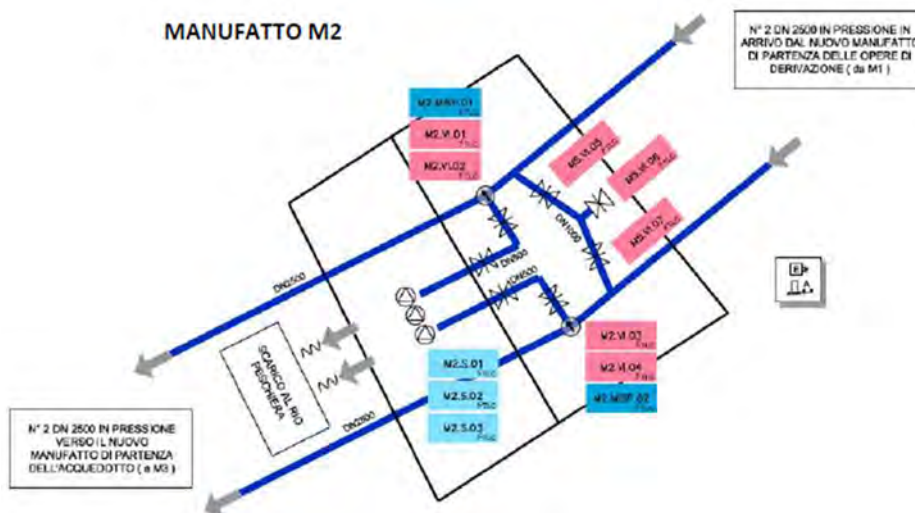 MANUFATTO M2
N° 2 DN 2500 IN PRESSIONE IN
ARRIVO DAL NUOVO MANUFATTO
DI PARTENZA DELLE OPERE DI
DERIVAZIONE ( da M1 )
M2.VI.01
M2.VI.02
M5.VI.05
M5.VI.06
M5.VI.07
DN1000
DN500
DN500
DN2500
SCARICO AL RIO
PESCHIERA
M2.S.01
M2.S.02
M2.S.03
M2.VI.03
M2.VI.04
DN2500
N° 2 DN 2500 IN PRESSIONE
VERSO IL NUOVO
MANUFATTO DI PARTENZA
DELL'ACQUEDOTTO ( a M3 )